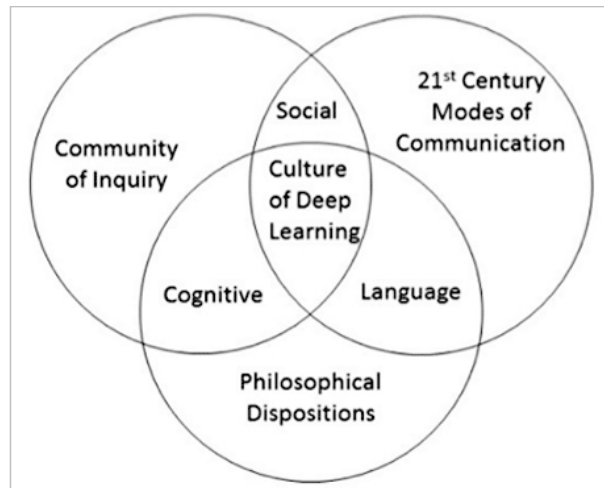 21st Century
Modes of
Communication
Social
Community
of Inquiry
Culture
of Deep
Learning
Cognitive
Language
Philosophical
Dispositions